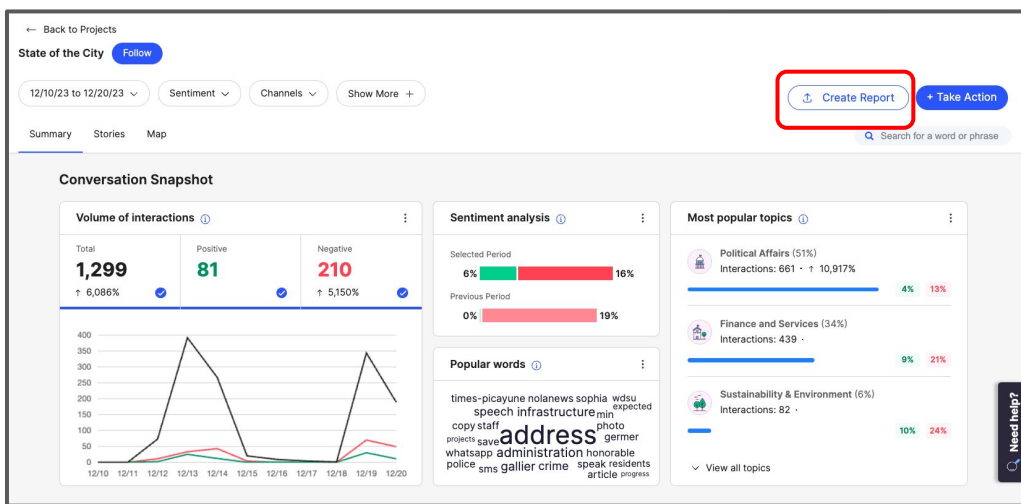 ← Back to Projects
State of the City Follow
12/10/23 to 12/20/23 Sentiment Channels Show More +
Create Report + Take Action
Summary Stories Map
Search for a word or phrase
Conversation Snapshot
Volume of interactions
Total Positive Negative
1,299 81 210
↑ 6,086% ↑ 5,150%
400
350
300
250
200
150
100
50
0
12/10 12/11 12/12 12/13 12/14 12/15 12/16 12/17 12/18 12/19 12/20
Sentiment analysis
Selected Period
6% 16%
Previous Period
0% 19%
Popular words
times-picayune nolanews sophia wdsu
speech infrastructure min expected
copy staff address photo
projects save germer
whatsapp administration honorable
police sms gallier crime speak residents
article progress
Most popular topics
Political Affairs (51%)
Interactions: 661 · ↑ 10,917%
4% 13%
Finance and Services (34%)
Interactions: 439 ·
9% 21%
Sustainability & Environment (6%)
Interactions: 82 ·
10% 24%
View all topics
Need help?